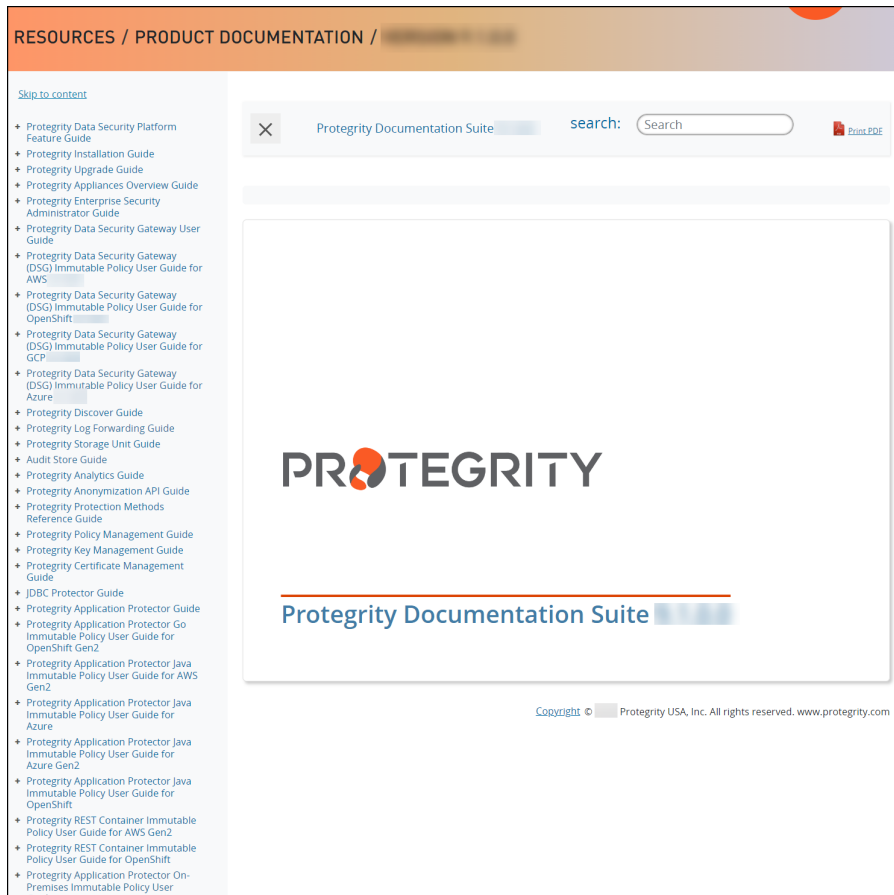 RESOURCES / PRODUCT DOCUMENTATION /
Skip to content
+ Protegrity Data Security Platform
Feature Guide
+ Protegrity Installation Guide
+ Protegrity Upgrade Guide
+ Protegrity Appliances Overview Guide
+ Protegrity Enterprise Security
Administrator Guide
+ Protegrity Data Security Gateway User
Guide
+ Protegrity Data Security Gateway
(DSG) Immutable Policy User Guide for
AWS
+ Protegrity Data Security Gateway
(DSG) Immutable Policy User Guide for
OpenShift
+ Protegrity Data Security Gateway
(DSG) Immutable Policy User Guide for
GCP
+ Protegrity Data Security Gateway
(DSG) Immutable Policy User Guide for
Azure
+ Protegrity Discover Guide
+ Protegrity Log Forwarding Guide
+ Protegrity Storage Unit Guide
+ Audit Store Guide
+ Protegrity Analytics Guide
+ Protegrity Anonymization API Guide
+ Protegrity Protection Methods
Reference Guide
+ Protegrity Policy Management Guide
+ Protegrity Key Management Guide
+ Protegrity Certificate Management
Guide
+ JDBC Protector Guide
+ Protegrity Application Protector Guide
+ Protegrity Application Protector Go
Immutable Policy User Guide for
OpenShift Gen2
+ Protegrity Application Protector Java
Immutable Policy User Guide for AWS
Gen2
+ Protegrity Application Protector Java
Immutable Policy User Guide for
Azure
+ Protegrity Application Protector Java
Immutable Policy User Guide for
Azure Gen2
+ Protegrity Application Protector Java
Immutable Policy User Guide for
OpenShift
+ Protegrity REST Container Immutable
Policy User Guide for AWS Gen2
+ Protegrity REST Container Immutable
Policy User Guide for OpenShift
+ Protegrity Application Protector On-
Premises Immutable Policy User
Protegrity Documentation Suite
search:
Search
Print PDF
PROTEGRITY
Protegrity Documentation Suite
Copyright © Protegrity USA, Inc. All rights reserved. www.protegrity.com